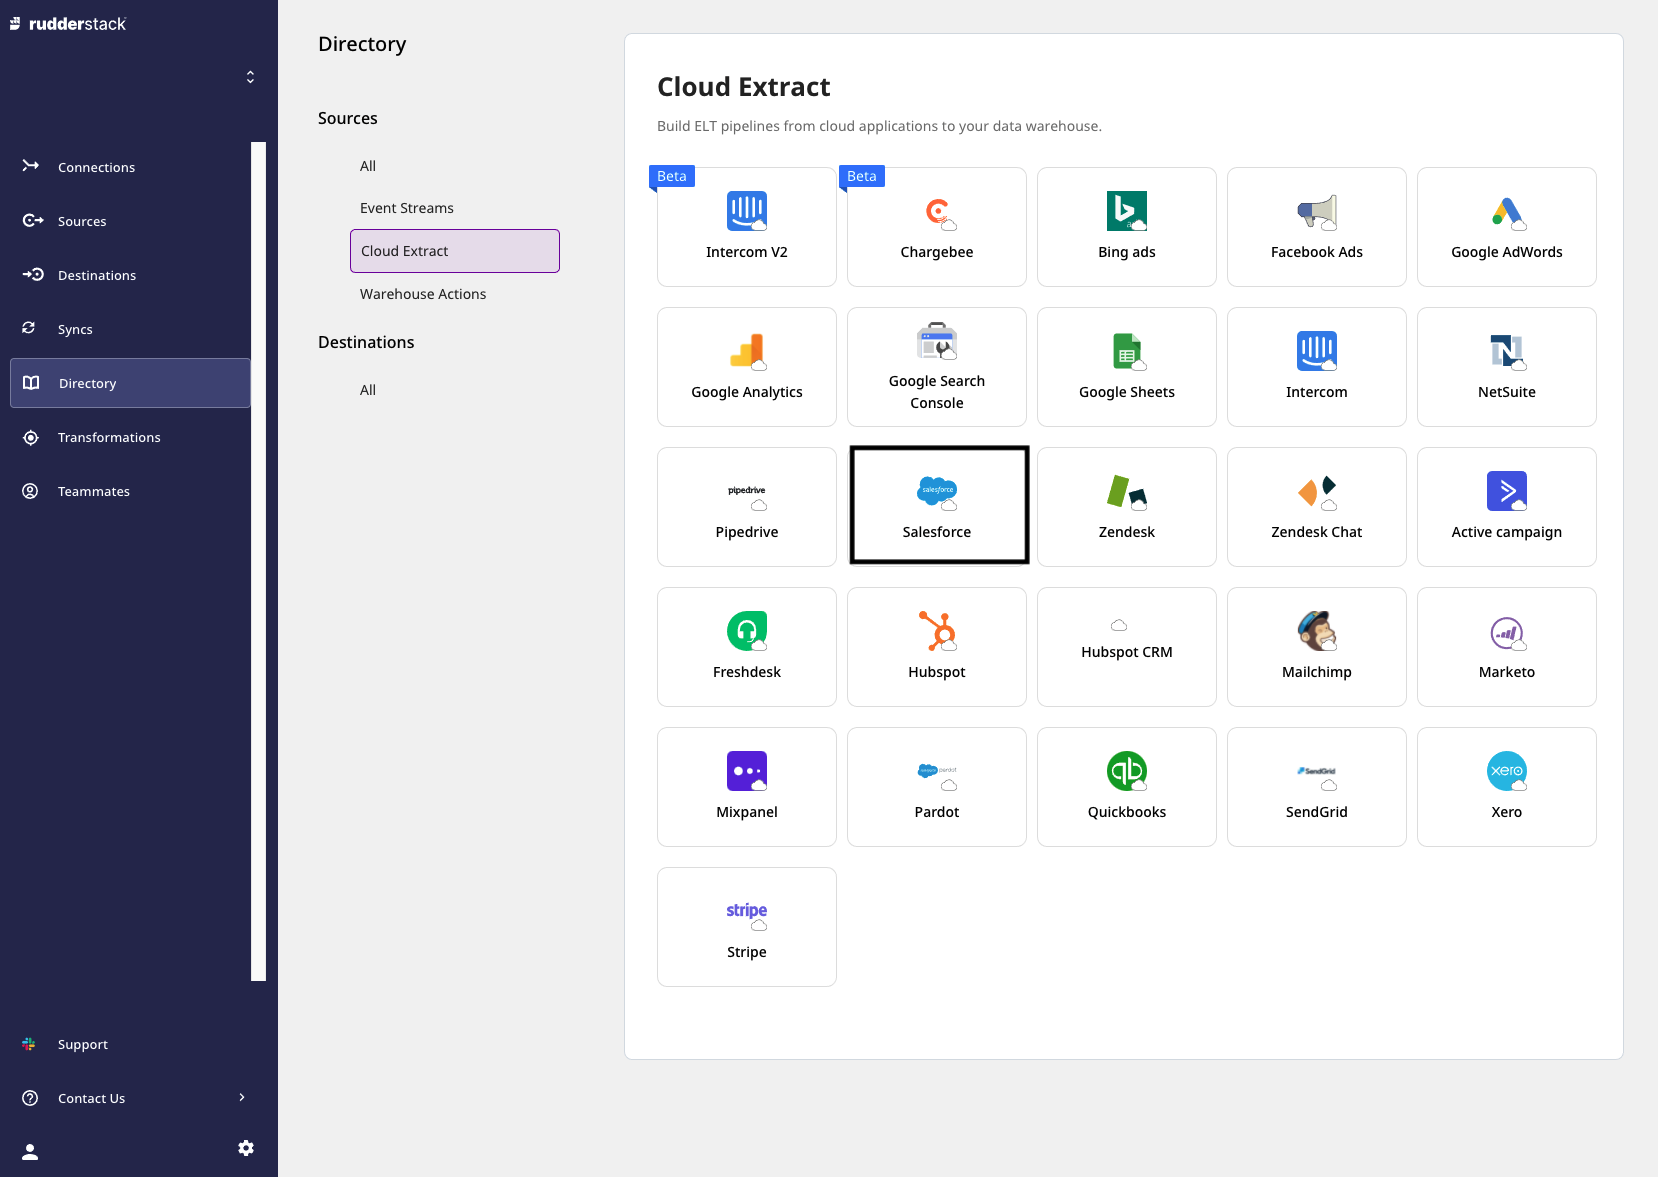 rudderstack
Connections
Sources
Destinations
Syncs
Directory
Transformations
Teammates
Support
Contact Us
Directory
Sources
All
Event Streams
Cloud Extract
Warehouse Actions
Destinations
All
Cloud Extract
Build ELT pipelines from cloud applications to your data warehouse.
Beta
Intercom V2
Beta
Chargebee
Bing ads
Facebook Ads
Google AdWords
Google Analytics
Google Search
Console
Google Sheets
Intercom
NetSuite
pipedrive
Pipedrive
salesforce
Salesforce
Zendesk
Zendesk Chat
Active campaign
Freshdesk
Hubspot
Hubspot CRM
Mailchimp
Marketo
Mixpanel
pardot
Pardot
qb
Quickbooks
SendGrid
SendGrid
xero
Xero
stripe
Stripe